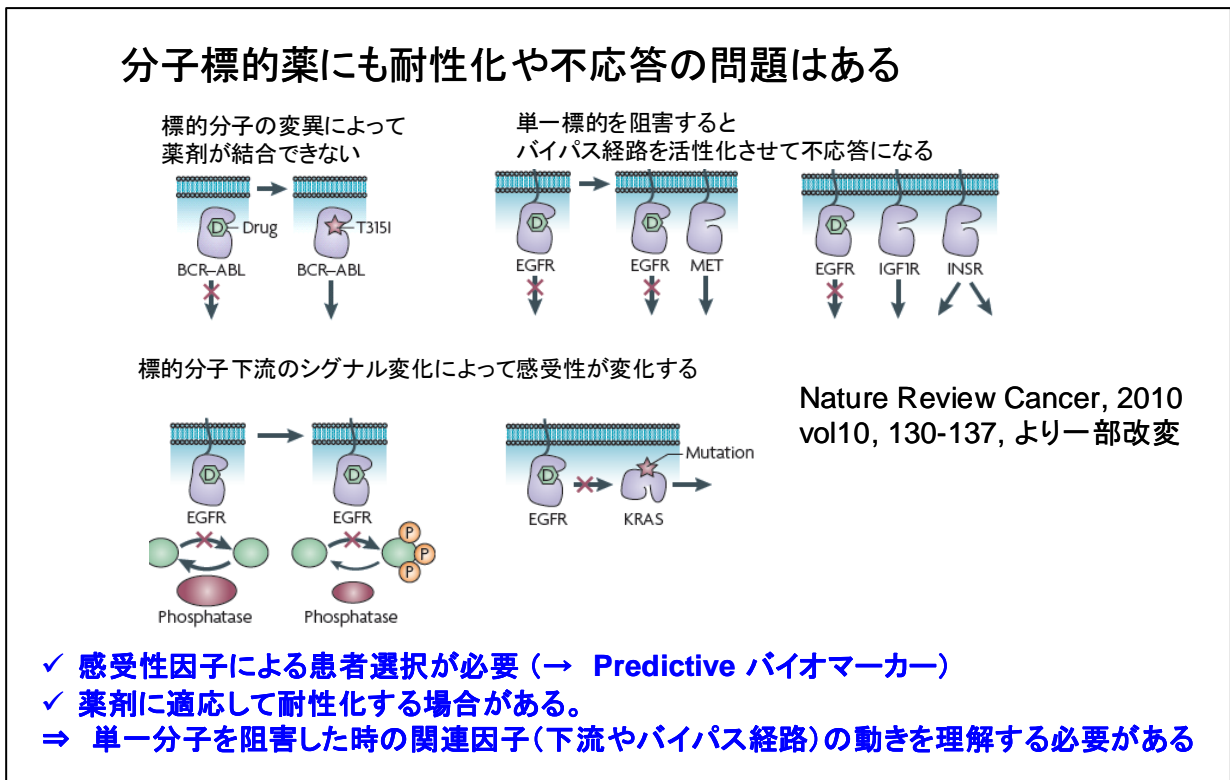 分子標的薬にも耐性化や不応答の問題はある
標的分子の変異によって
薬剤が結合できない
D
Drug
T315I
BCR–ABL
BCR–ABL
単一標的を阻害すると
バイパス経路を活性化させて不応答になる
D
D
D
EGFR
EGFR
MET
EGFR
IGF1R
INSR
標的分子下流のシグナル変化によって感受性が変化する
D
D
EGFR
EGFR
P
P
P
Phosphatase
Phosphatase
Mutation
D
EGFR
KRAS
Nature Review Cancer, 2010
vol10, 130-137, より一部改変
✓ 感受性因子による患者選択が必要（→ Predictive バイオマーカー）
✓ 薬剤に適応して耐性化する場合がある。
⇒ 単一分子を阻害した時の関連因子（下流やバイパス経路）の動きを理解する必要がある